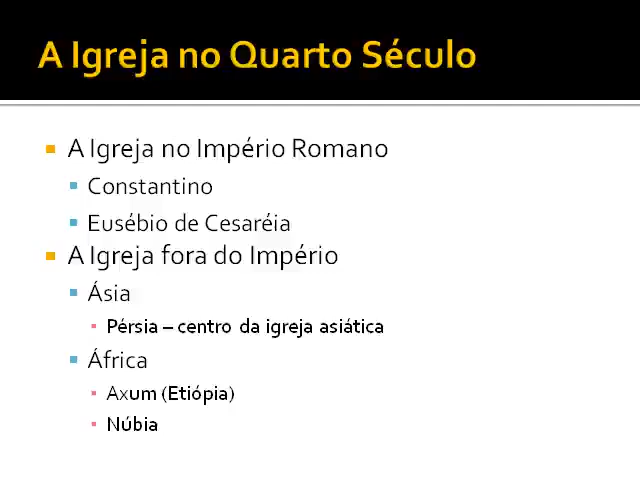 A Igreja no Quarto Século
A Igreja no Império Romano
Constantino
Eusébio de Cesaréia
A Igreja fora do Império
Ásia
Pérsia – centro da igreja asiática
África
Axum (Etiópia)
Núbia